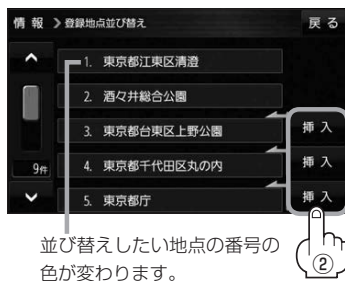 情 報 ❯ 登録地点並び替え 戻 る
1. 東京都江東区清澄
2. 酒々井総合公園
3. 東京都台東区上野公園 挿 入
9件 4. 東京都千代田区丸の内 挿 入
5. 東京都庁 挿 入
②
並び替えしたい地点の番号の
色が変わります。